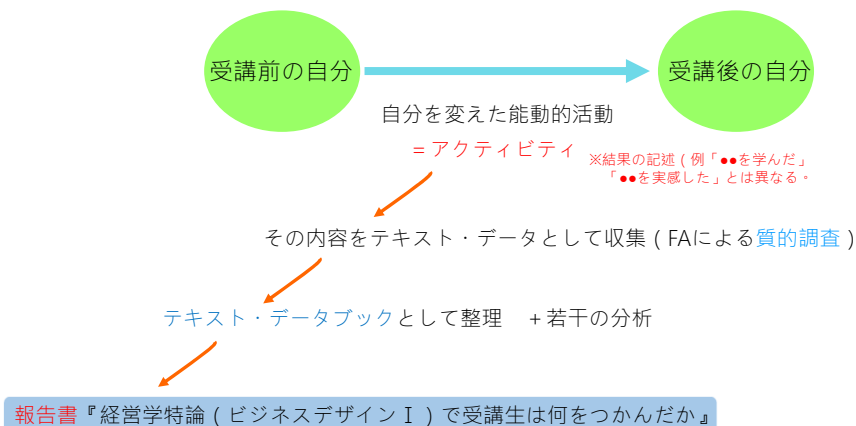 受講前の自分
受講後の自分
自分を変えた能動的活動
=アクティビティ
※結果の記述(例「●●を学んだ」
「●●を実感した」とは異なる。
その内容をテキスト・データとして収集(FAによる質的調査)
テキスト・データブックとして整理　+若干の分析
報告書『経営学特論(ビジネスデザインⅠ)で受講生は何をつかんだか』